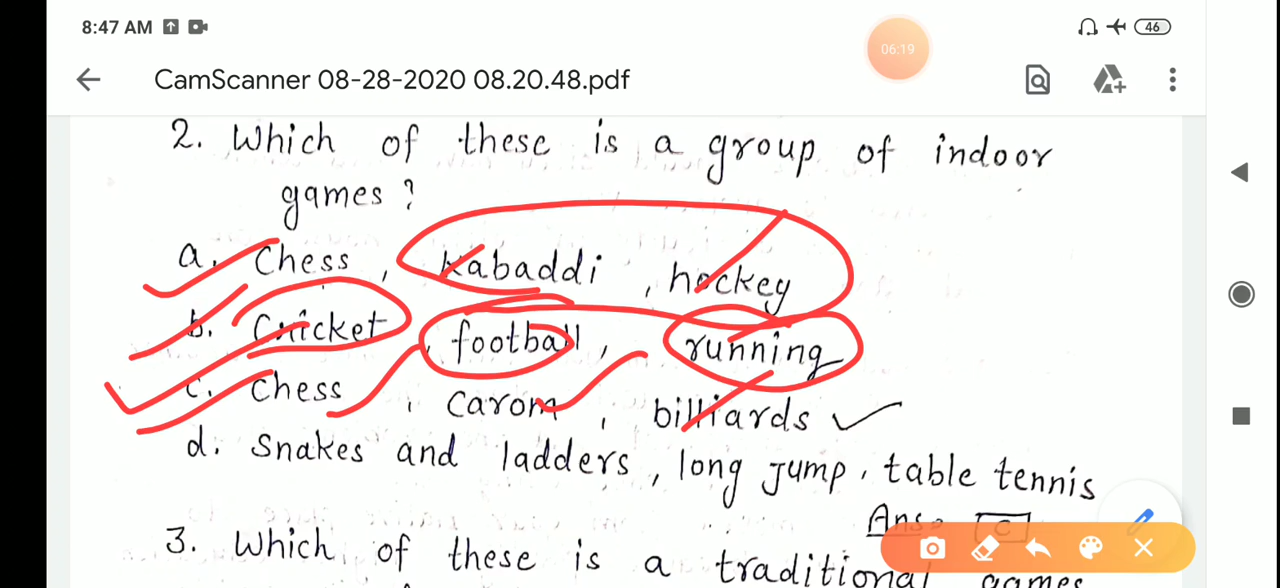 8:47 AM
46
06:19
CamScanner 08-28-2020 08.20.48.pdf
2. Which of these is a group of indoor
games ?
a. Chess , Kabaddi , hockey
b. Cricket , football , running
c. Chess , Carom , billiards
d. Snakes and ladders , long jump , table tennis
Ans. C
3. Which of these is a traditional games